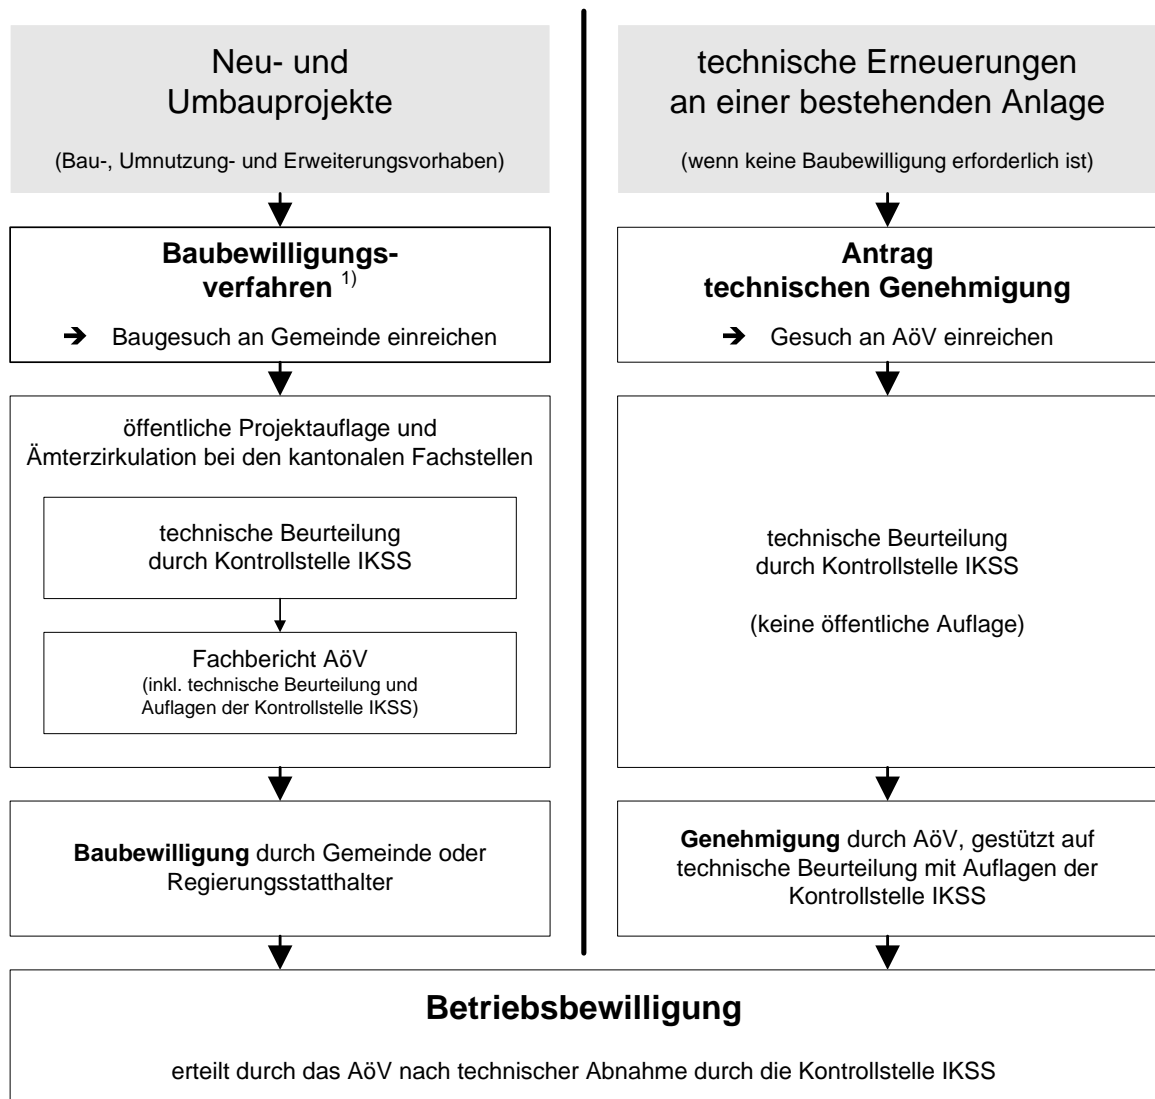 Neu- und
Umbauprojekte
(Bau-, Umnutzung- und Erweiterungsvorhaben)
Baubewilligungs-
verfahren 1)
➔ Baugesuch an Gemeinde einreichen
öffentliche Projektauflage und
Ämterzirkulation bei den kantonalen Fachstellen
technische Beurteilung
durch Kontrollstelle IKSS
Fachbericht AöV
(inkl. technische Beurteilung und
Auflagen der Kontrollstelle IKSS)
Baubewilligung durch Gemeinde oder
Regierungsstatthalter
technische Erneuerungen
an einer bestehenden Anlage
(wenn keine Baubewilligung erforderlich ist)
Antrag
technischen Genehmigung
➔ Gesuch an AöV einreichen
technische Beurteilung
durch Kontrollstelle IKSS
(keine öffentliche Auflage)
Genehmigung durch AöV, gestützt auf
technische Beurteilung mit Auflagen der
Kontrollstelle IKSS
Betriebsbewilligung
erteilt durch das AöV nach technischer Abnahme durch die Kontrollstelle IKSS